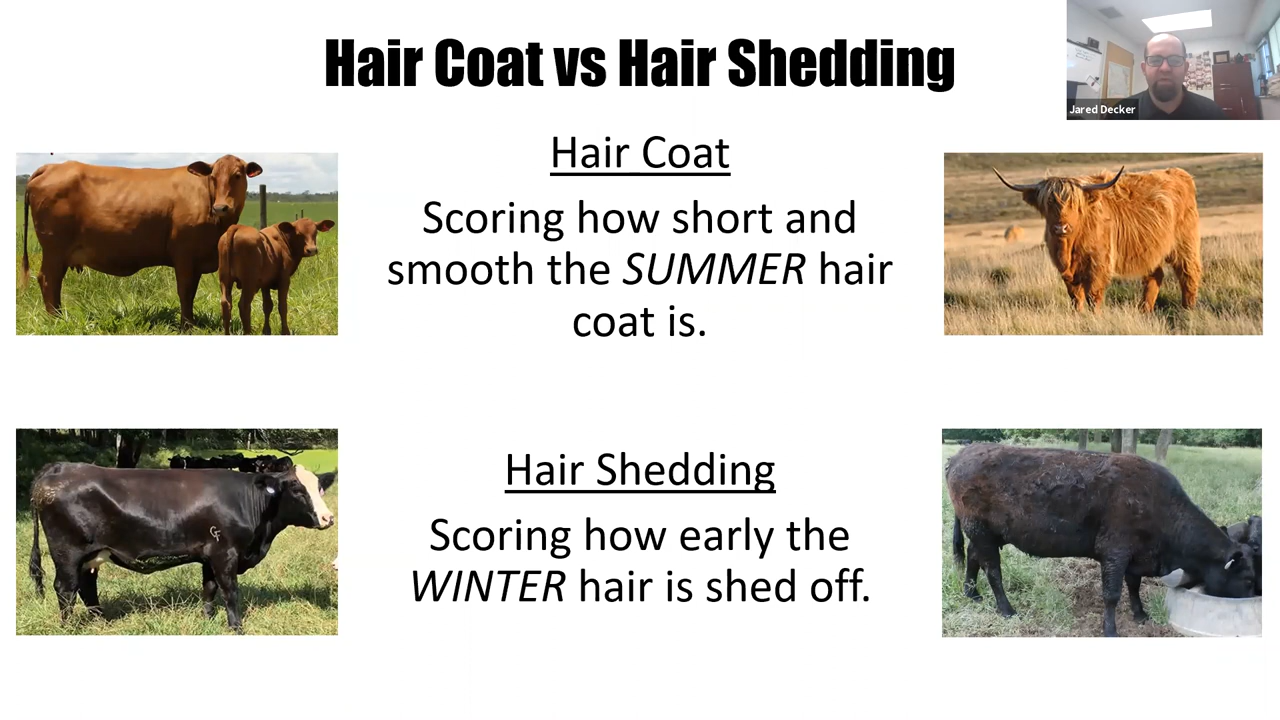 Hair Coat vs Hair Shedding
Jared Decker
Hair Coat
Scoring how short and
smooth the SUMMER hair
coat is.
Hair Shedding
Scoring how early the
WINTER hair is shed off.